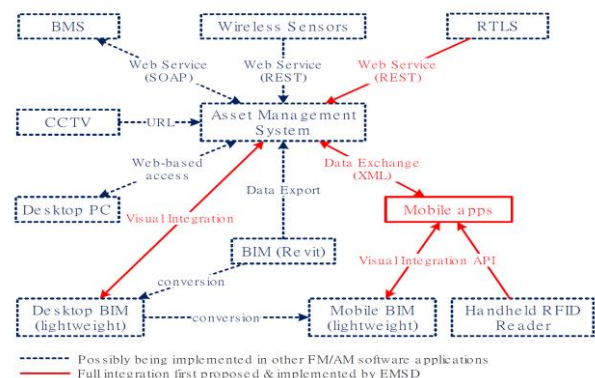 BMS
Wireless Sensors
RTLS
Web Service
(SOAP)
Web Service
(REST)
Web Service
(REST)
CCTV
URL
Asset Management
System
Web-based
access
Data Exchange
(XML)
Data Export
Desktop PC
Visual Integration
Mobile apps
BIM (Revit)
Visual Integration API
conversion
Desktop BIM
(lightweight)
conversion
Mobile BIM
(lightweight)
Handheld RFID
Reader
Possibly being implemented in other FM/AM software applications
Full integration first proposed & implemented by EMSD